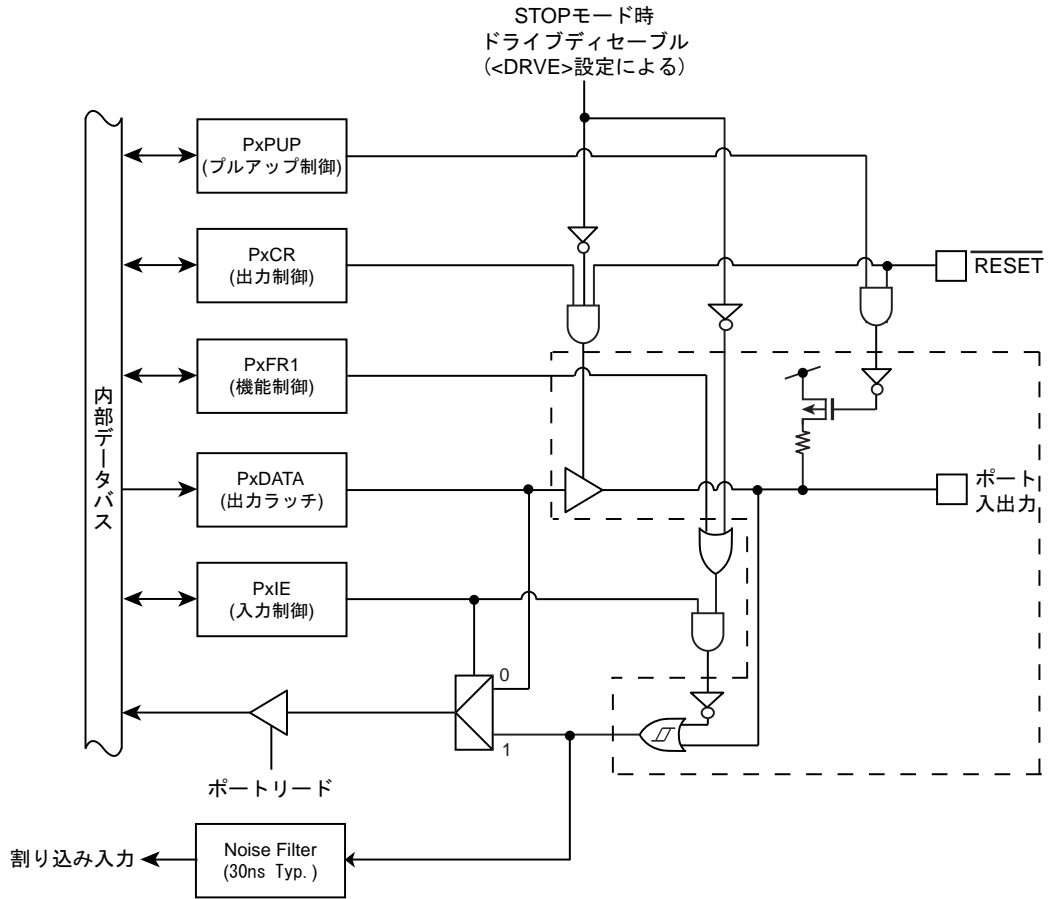 STOPモード時
ドライブディセーブル
(<DRVE>設定による)
PxPUP
(プルアップ制御)
PxCR
(出力制御)
RESET
PxFR1
(機能制御)
内部データバス
PxDATA
(出力ラッチ)
ポート
入出力
PxIE
(入力制御)
0
1
ポートリード
Noise Filter
(30ns Typ.)
割り込み入力